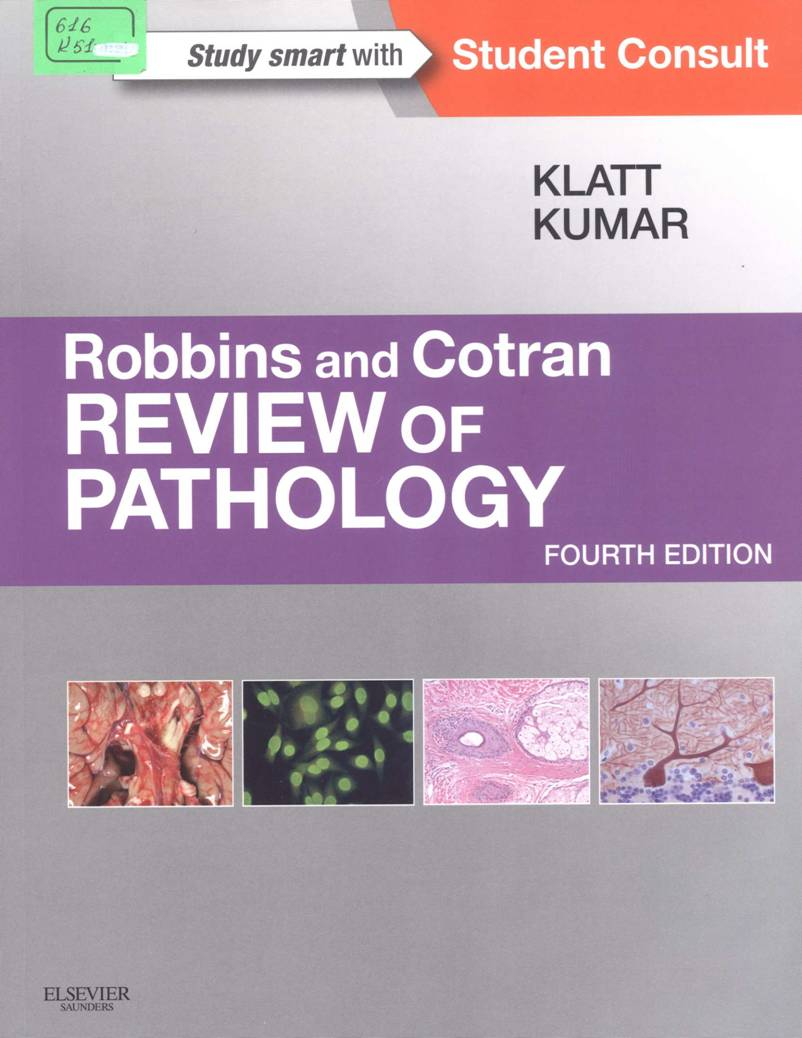 616
K51
Study smart with
Student Consult
KLATT
KUMAR
Robbins and Cotran
REVIEW OF
PATHOLOGY
FOURTH EDITION
ELSEVIER
SAUNDERS